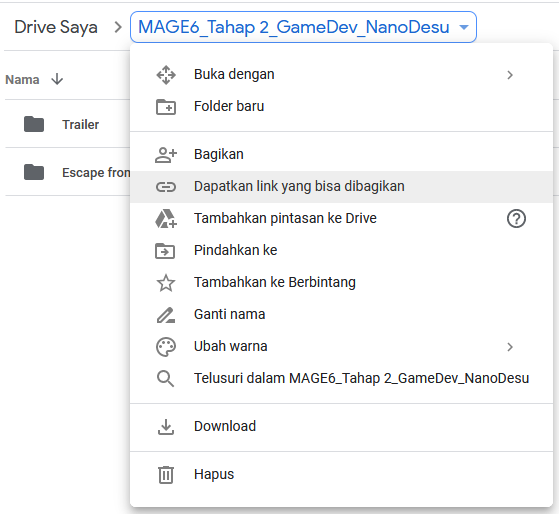 Drive Saya > MAGE6_Tahap 2_GameDev_NanoDesu
Nama
Buka dengan
Trailer
Folder baru
Escape fron
Bagikan
Dapatkan link yang bisa dibagikan
Tambahkan pintasan ke Drive
Pindahkan ke
Tambahkan ke Berbintang
Ganti nama
Ubah warna
Telusuri dalam MAGE6_Tahap 2_GameDev_NanoDesu
Download
Hapus